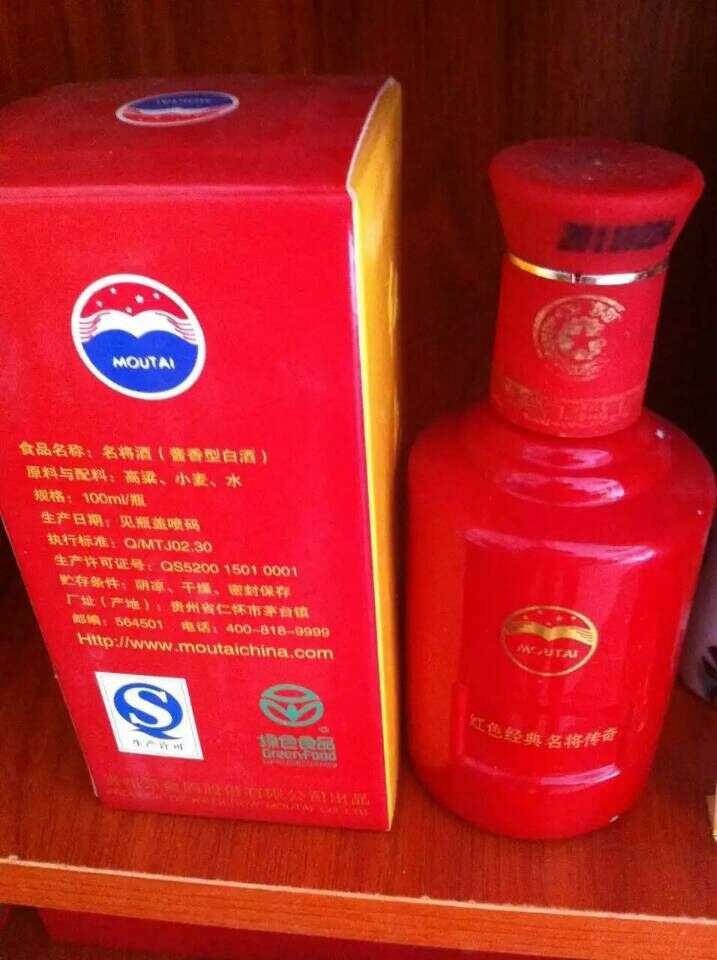 MOUTAI
食品名称：名将酒（酱香型白酒）
原料与配料：高粱、小麦、水
规格：100ml/瓶
生产日期：见瓶盖喷码
执行标准：Q/MTJ02.30
生产许可证号：QS5200 1501 0001
贮存条件：阴凉、干燥、密封保存
厂址（产地）：贵州省仁怀市茅台镇
邮编：564501 电话：400-818-9999
Http://www.moutaichina.com
生产许可
绿色食品
GreenFood
MOUTAI
红色经典名将传奇